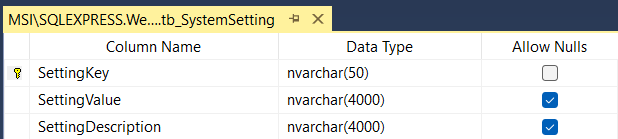 MSI\SQLEXPRESS.We....tb_SystemSetting
Column Name Data Type Allow Nulls
SettingKey nvarchar(50)
SettingValue nvarchar(4000)
SettingDescription nvarchar(4000)